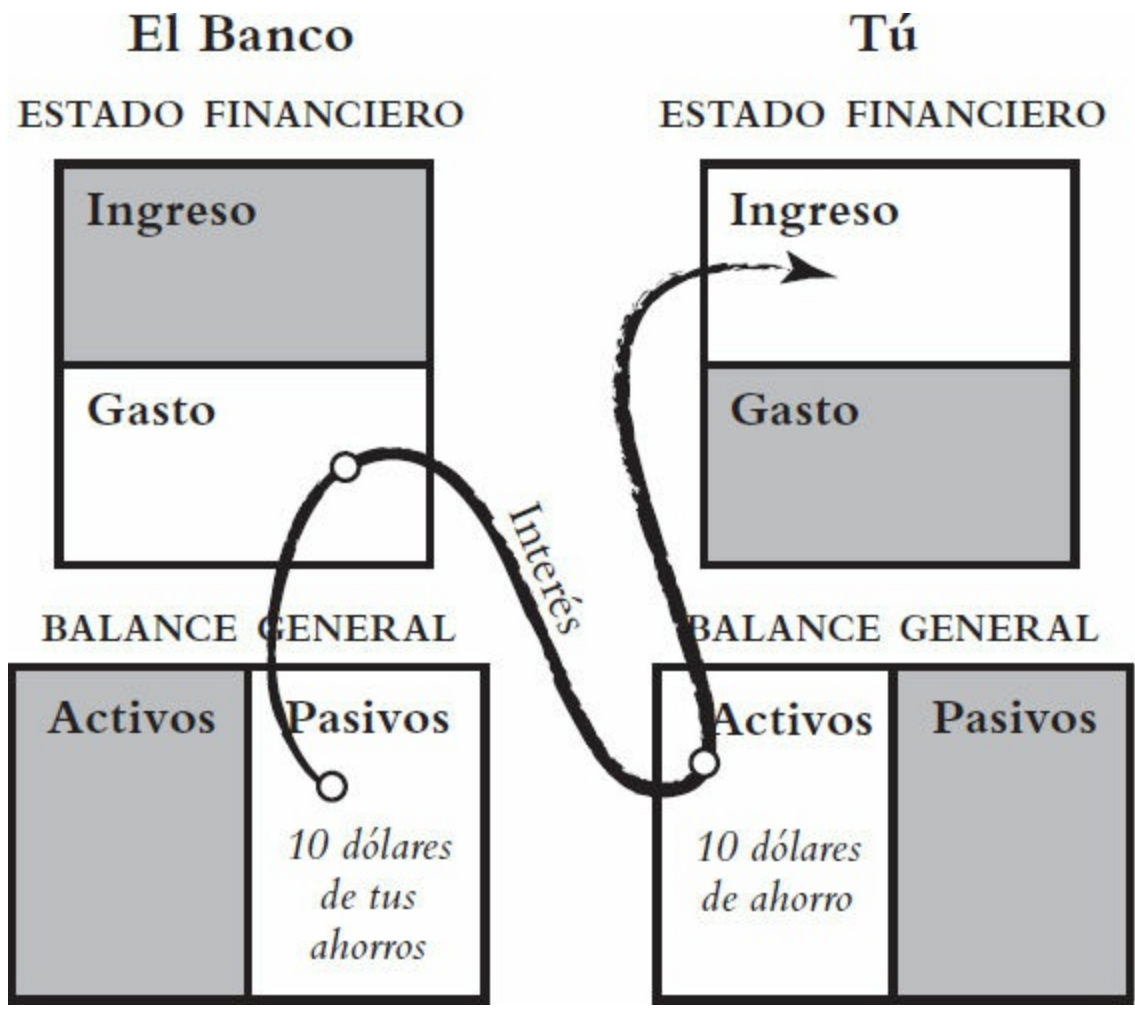 El Banco
ESTADO FINANCIERO
Ingreso
Gasto
BALANCE GENERAL
Activos
Pasivos
10 dólares
de tus
ahorros
Interés
Tú
ESTADO FINANCIERO
Ingreso
Gasto
BALANCE GENERAL
Activos
Pasivos
10 dólares
de ahorro